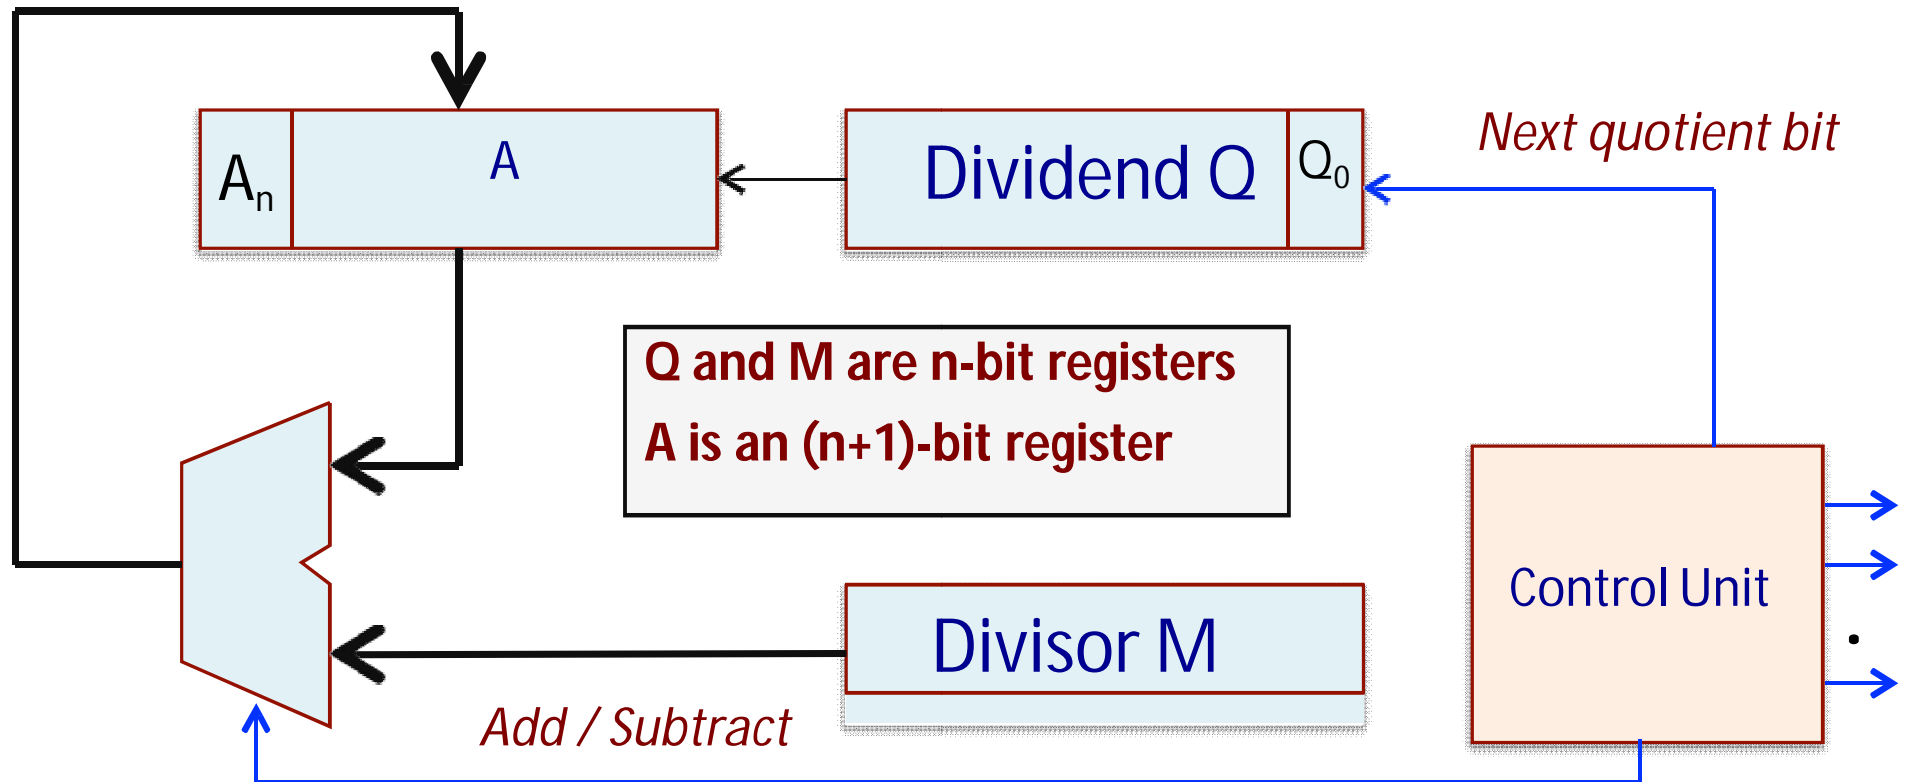 Aₙ
A
Dividend Q
Q₀
Next quotient bit
Q and M are n-bit registers
A is an (n+1)-bit register
Control Unit
Divisor M
Add / Subtract